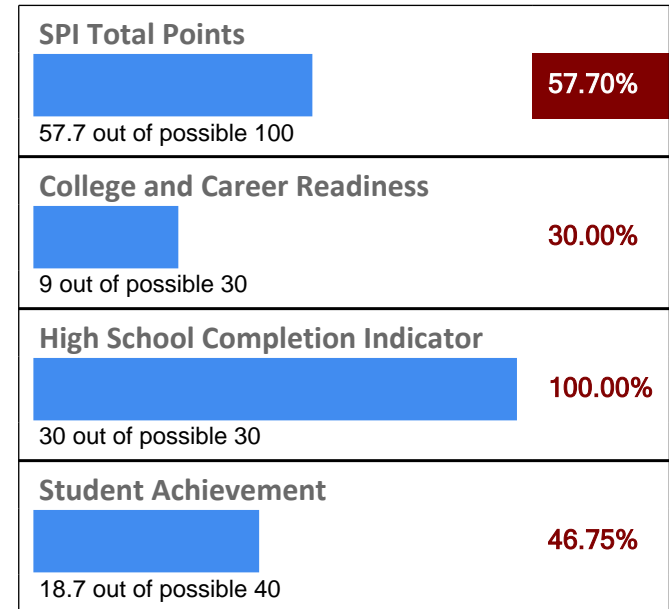 SPI Total Points
57.70%
57.7 out of possible 100
College and Career Readiness
30.00%
9 out of possible 30
High School Completion Indicator
100.00%
30 out of possible 30
Student Achievement
46.75%
18.7 out of possible 40